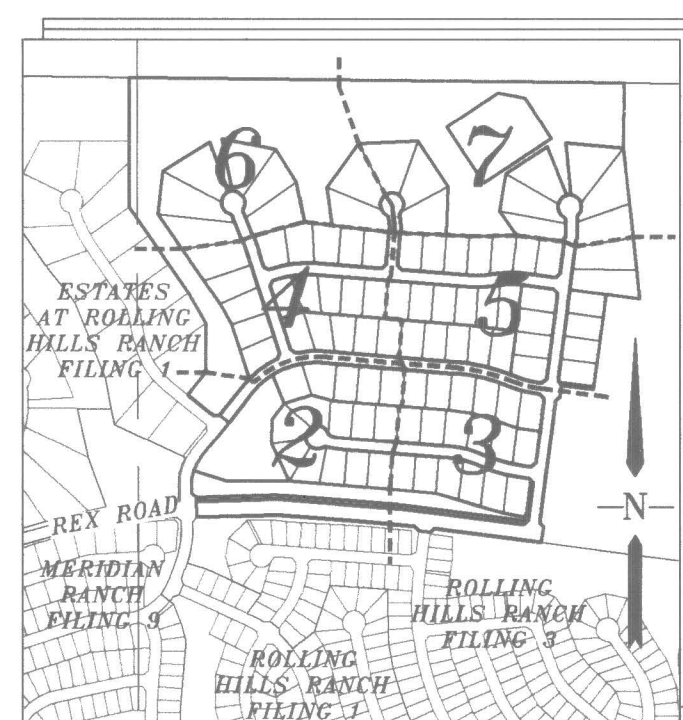 6
7
ESTATES
AT ROLLING
HILLS RANCH
FILING 1
4
5
2
3
N
REX ROAD
MERIDIAN
RANCH
FILING 9
ROLLING
HILLS RANCH
FILING 3
ROLLING
HILLS RANCH
FILING 1